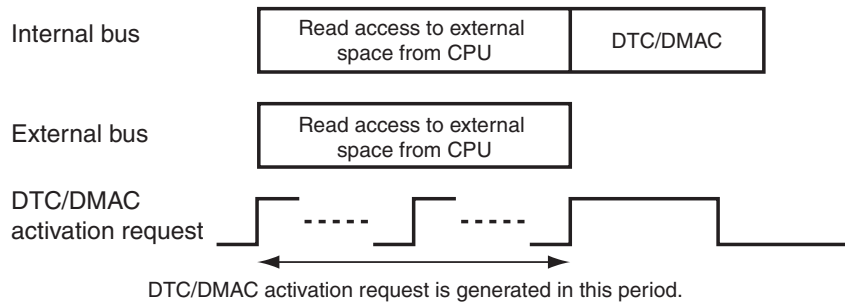 Internal bus
Read access to external
space from CPU
DTC/DMAC
External bus
Read access to external
space from CPU
DTC/DMAC
activation request
DTC/DMAC activation request is generated in this period.